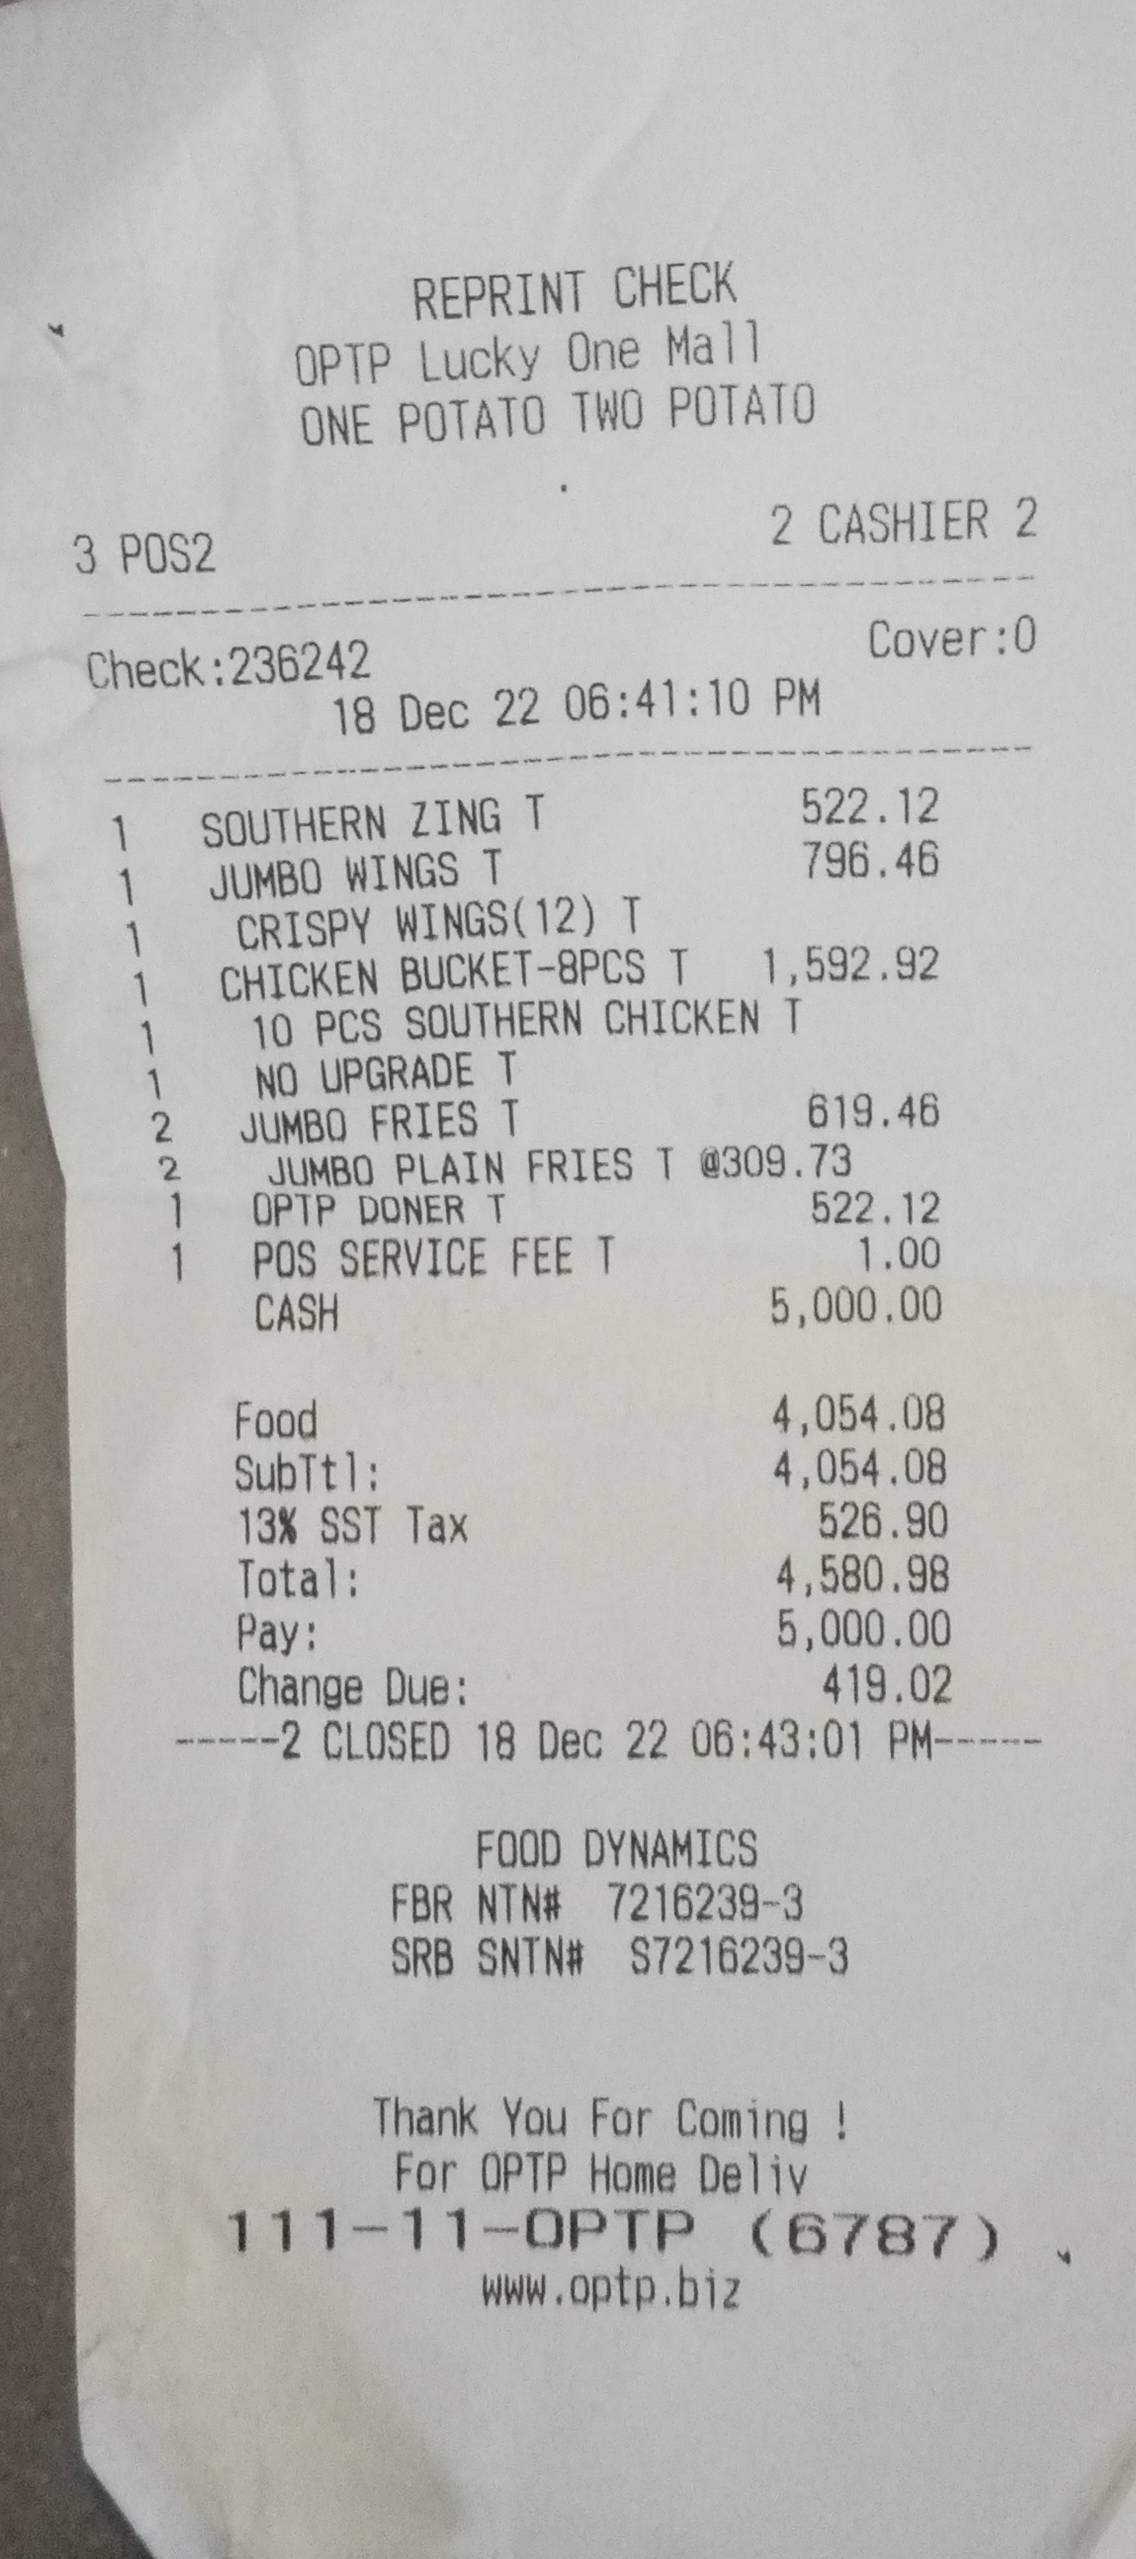 REPRINT CHECK
OPTP Lucky One Mall
ONE POTATO TWO POTATO
3 POS2 2 CASHIER 2
Check:236242 Cover:0
18 Dec 22 06:41:10 PM
1 SOUTHERN ZING T 522.12
1 JUMBO WINGS T 796.46
1 CRISPY WINGS(12) T
1 CHICKEN BUCKET-8PCS T 1,592.92
1 10 PCS SOUTHERN CHICKEN T
1 NO UPGRADE T
2 JUMBO FRIES T 619.46
2 JUMBO PLAIN FRIES T @309.73
1 OPTP DONER T 522.12
1 POS SERVICE FEE T 1.00
CASH 5,000.00
Food 4,054.08
SubTtl: 4,054.08
13% SST Tax 526.90
Total: 4,580.98
Pay: 5,000.00
Change Due: 419.02
-----2 CLOSED 18 Dec 22 06:43:01 PM-----
FOOD DYNAMICS
FBR NTN# 7216239-3
SRB SNTN# S7216239-3
Thank You For Coming !
For OPTP Home Deliv
111-11-OPTP (6787)
www.optp.biz